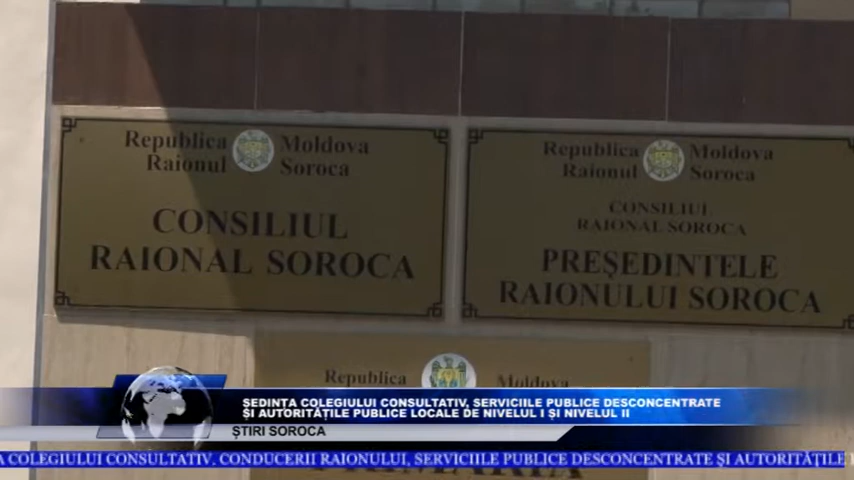 Republica Moldova
Raionul Soroca
CONSILIUL
RAIONAL SOROCA
Republica Moldova
Raionul Soroca
CONSILIUL
RAIONAL SOROCA
PREȘEDINTELE
RAIONULUI SOROCA
Republica Moldova
ȘEDINȚA COLEGIULUI CONSULTATIV, SERVICIILE PUBLICE DESCONCENTRATE
ȘI AUTORITĂȚILE PUBLICE LOCALE DE NIVELUL I ȘI NIVELUL II
ȘTIRI SOROCA
A COLEGIULUI CONSULTATIV, CONDUCERII RAIONULUI, SERVICIILE PUBLICE DESCONCENTRATE ȘI AUTORITĂȚILE